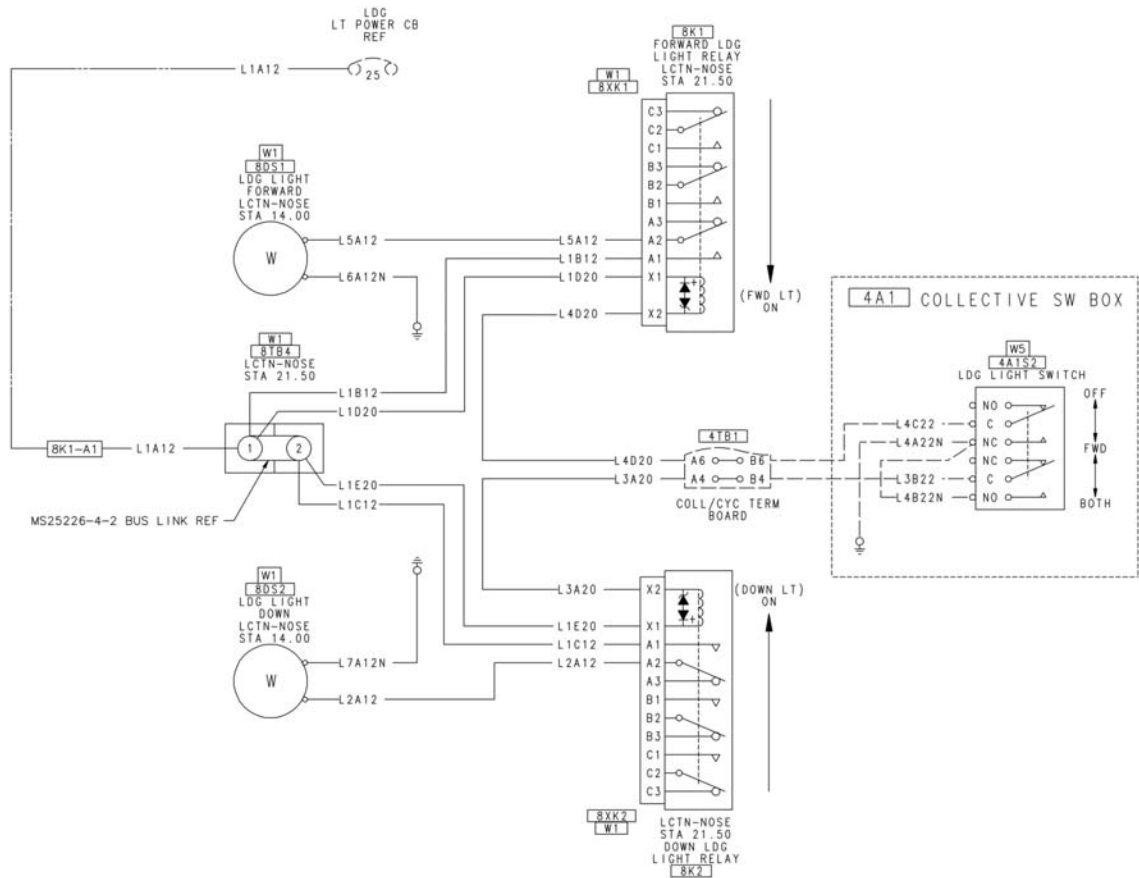 LDG
LT POWER CB
REF
L1A12
25
8K1
FORWARD LDG
LIGHT RELAY
LCTN-NOSE
STA 21.50
W1
8XK1
C3
C2
C1
B3
B2
B1
A3
A2
A1
X1
X2
(FWD LT)
ON
W1
8DS1
LDG LIGHT
FORWARD
LCTN-NOSE
STA 14.00
W
L5A12
L6A12N
L5A12
L1B12
L1D20
L4D20
W1
8TB4
LCTN-NOSE
STA 21.50
L1B12
L1D20
8K1-A1
L1A12
1
2
L1E20
L1C12
MS25226-4-2 BUS LINK REF
4A1
COLLECTIVE SW BOX
W5
4A1S2
LDG LIGHT SWITCH
NO
C
NC
NC
C
NO
OFF
FWD
BOTH
L4C22
L4A22N
L3B22
L4B22N
4TB1
L4D20
A6
B6
L3A20
A4
B4
COLL/CYC TERM
BOARD
W1
8DS2
LDG LIGHT
DOWN
LCTN-NOSE
STA 14.00
W
L7A12N
L2A12
L3A20
L1E20
L1C12
L2A12
X2
X1
A1
A2
A3
B1
B2
B3
C1
C2
C3
(DOWN LT)
ON
8XK2
W1
LCTN-NOSE
STA 21.50
DOWN LDG
LIGHT RELAY
8K2